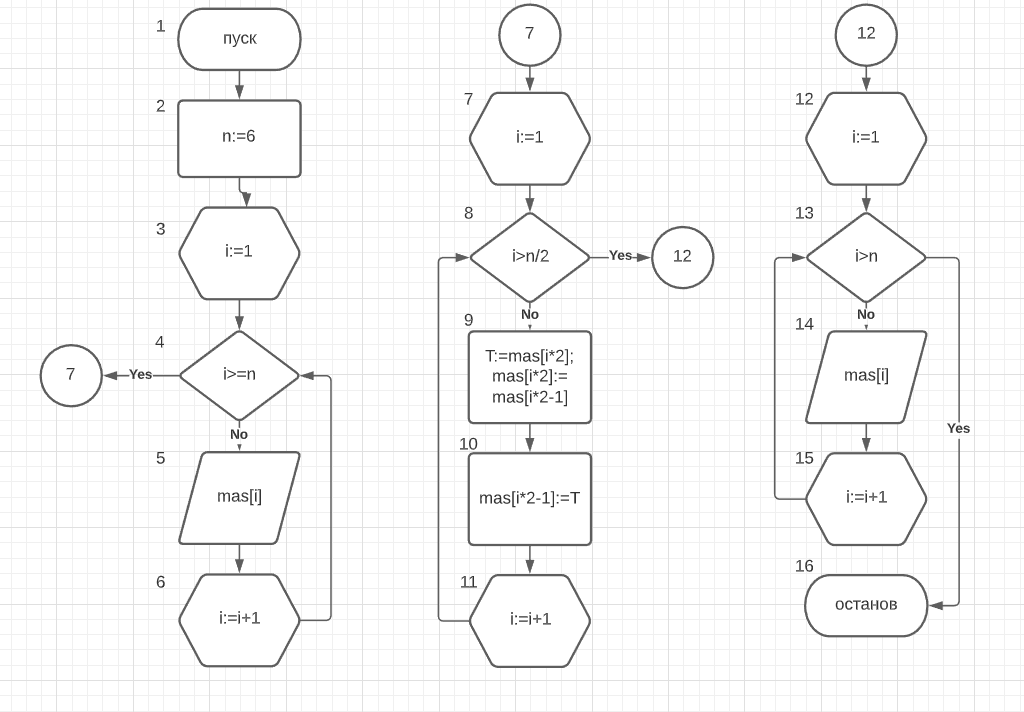 1
пуск
2
n:=6
3
i:=1
4
i>=n
Yes
7
No
5
mas[i]
6
i:=i+1
7
7
i:=1
8
i>n/2
Yes
12
No
9
T:=mas[i*2];
mas[i*2]:=
mas[i*2-1]
10
mas[i*2-1]:=T
11
i:=i+1
12
12
i:=1
13
i>n
No
14
mas[i]
Yes
15
i:=i+1
16
останов